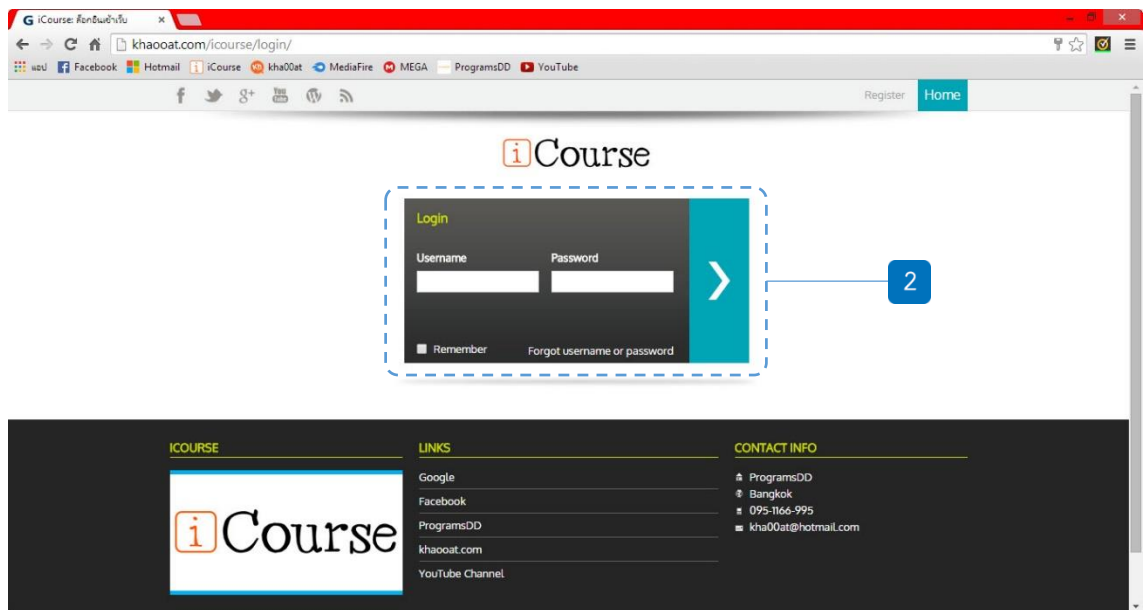 iCourse: ล็อกอินเข้าเว็บ
khaooat.com/icourse/login/
แอป Facebook Hotmail iCourse kha00at MediaFire MEGA ProgramsDD YouTube
Register Home
iCourse
Login
Username Password
2
Remember Forgot username or password
ICOURSE LINKS CONTACT INFO
Google ProgramsDD
Facebook Bangkok
095-1166-995
ProgramsDD kha00at@hotmail.com
iCourse
khaooat.com
YouTube Channel